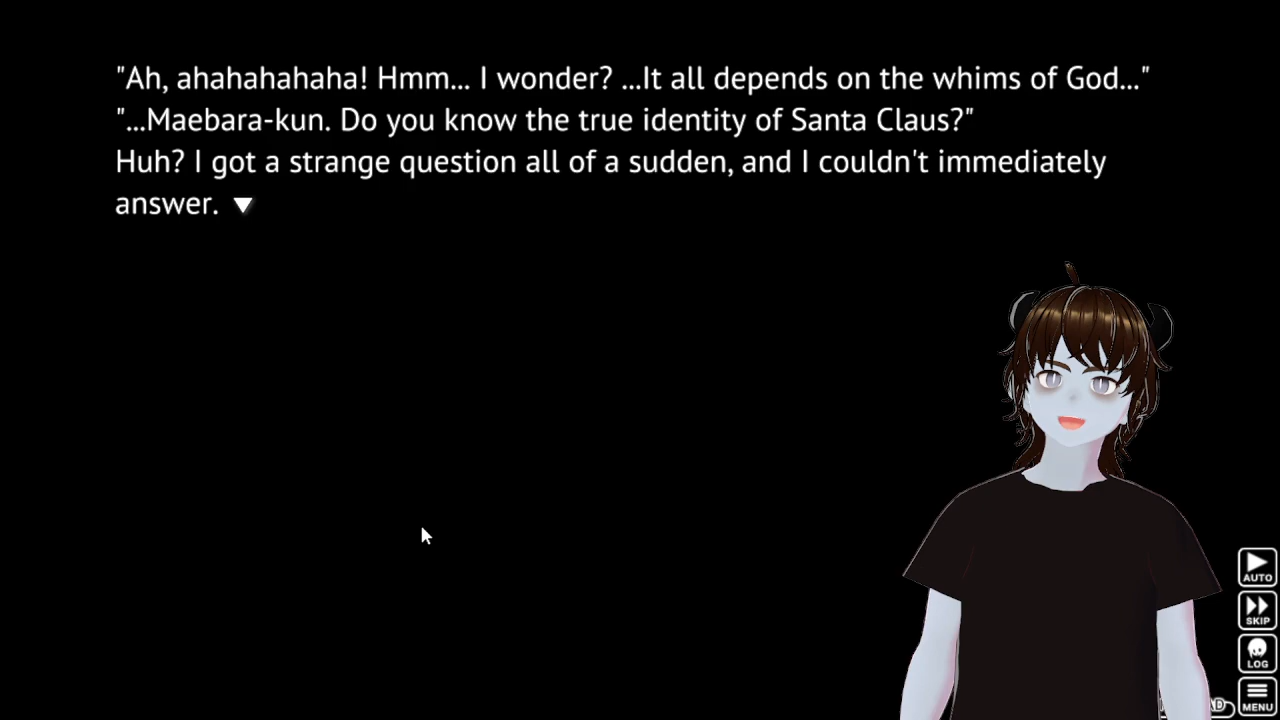 "Ah, ahahahahaha! Hmm... I wonder? ...It all depends on the whims of God..."
"...Maebara-kun. Do you know the true identity of Santa Claus?"
Huh? I got a strange question all of a sudden, and I couldn't immediately
answer.
AUTO
SKIP
LOG
MENU